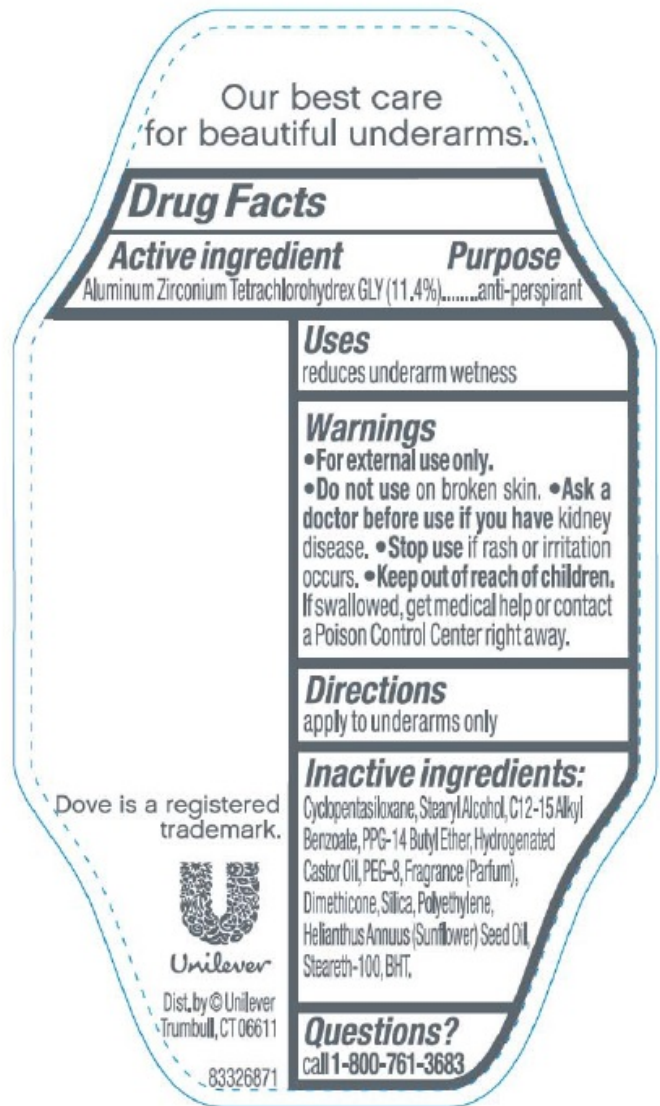 Our best care
for beautiful underarms.
Drug Facts
Active ingredient Purpose
Aluminum Zirconium Tetrachlorohydrex GLY (11.4%).........anti-perspirant
Uses
reduces underarm wetness
Warnings
•For external use only.
•Do not use on broken skin. •Ask a
doctor before use if you have kidney
disease. •Stop use if rash or irritation
occurs. •Keep out of reach of children.
If swallowed, get medical help or contact
a Poison Control Center right away.
Directions
apply to underarms only
Inactive ingredients:
Cyclopentasiloxane, Stearyl Alcohol, C12-15 Alkyl
Benzoate, PPG-14 Butyl Ether, Hydrogenated
Castor Oil, PEG-8, Fragrance (Parfum),
Dimethicone, Silica, Polyethylene,
Helianthus Annuus (Sunflower) Seed Oil,
Steareth-100, BHT.
Questions?
call 1-800-761-3683
Dove is a registered
trademark.
Unilever
Dist. by © Unilever
Trumbull, CT 06611
83326871